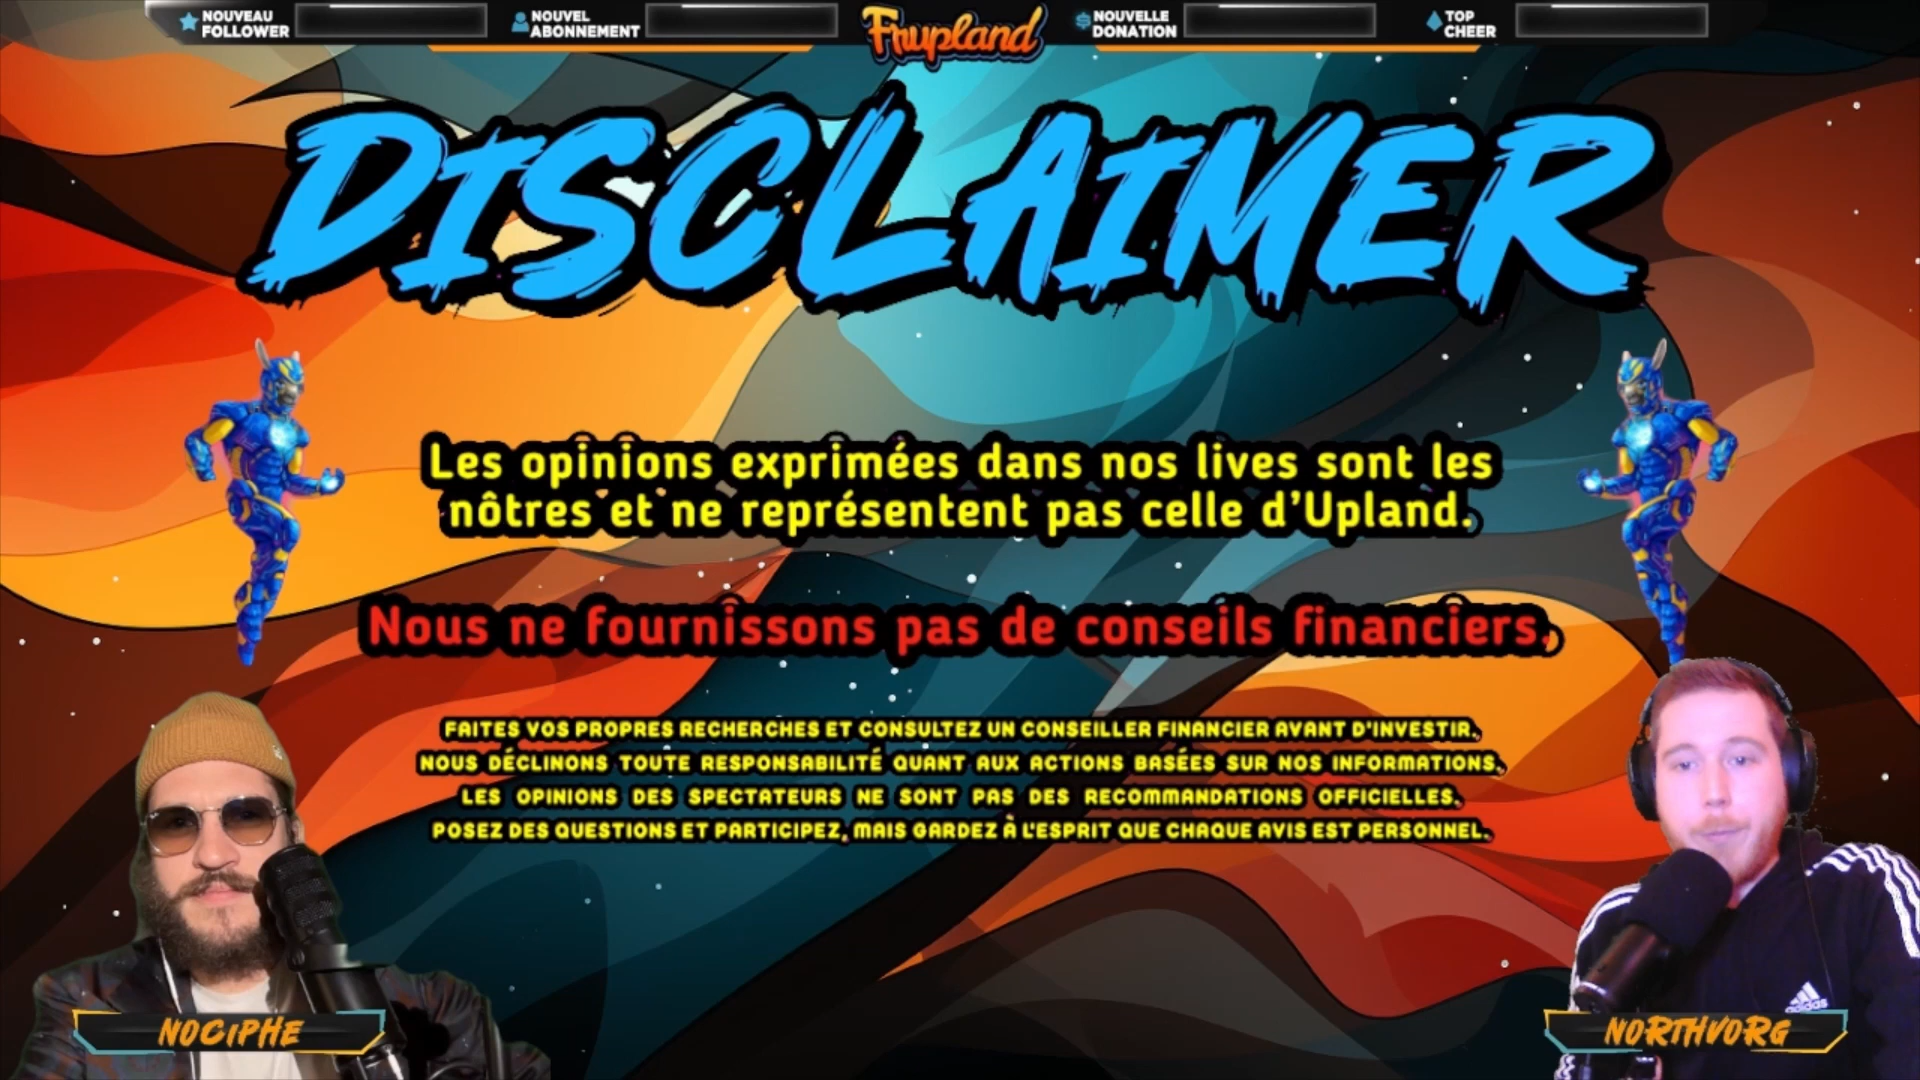 NOUVEAU FOLLOWER
NOUVEL ABONNEMENT
Frupland
NOUVELLE DONATION
TOP CHEER
DISCLAIMER
Les opinions exprimées dans nos lives sont les
nôtres et ne représentent pas celle d'Upland.
Nous ne fournissons pas de conseils financiers.
FAITES VOS PROPRES RECHERCHES ET CONSULTEZ UN CONSEILLER FINANCIER AVANT D'INVESTIR.
NOUS DÉCLINONS TOUTE RESPONSABILITÉ QUANT AUX ACTIONS BASÉES SUR NOS INFORMATIONS.
LES OPINIONS DES SPECTATEURS NE SONT PAS DES RECOMMANDATIONS OFFICIELLES.
POSEZ DES QUESTIONS ET PARTICIPEZ, MAIS GARDEZ À L'ESPRIT QUE CHAQUE AVIS EST PERSONNEL.
adidas
NOCIPHE
NORTHVORG